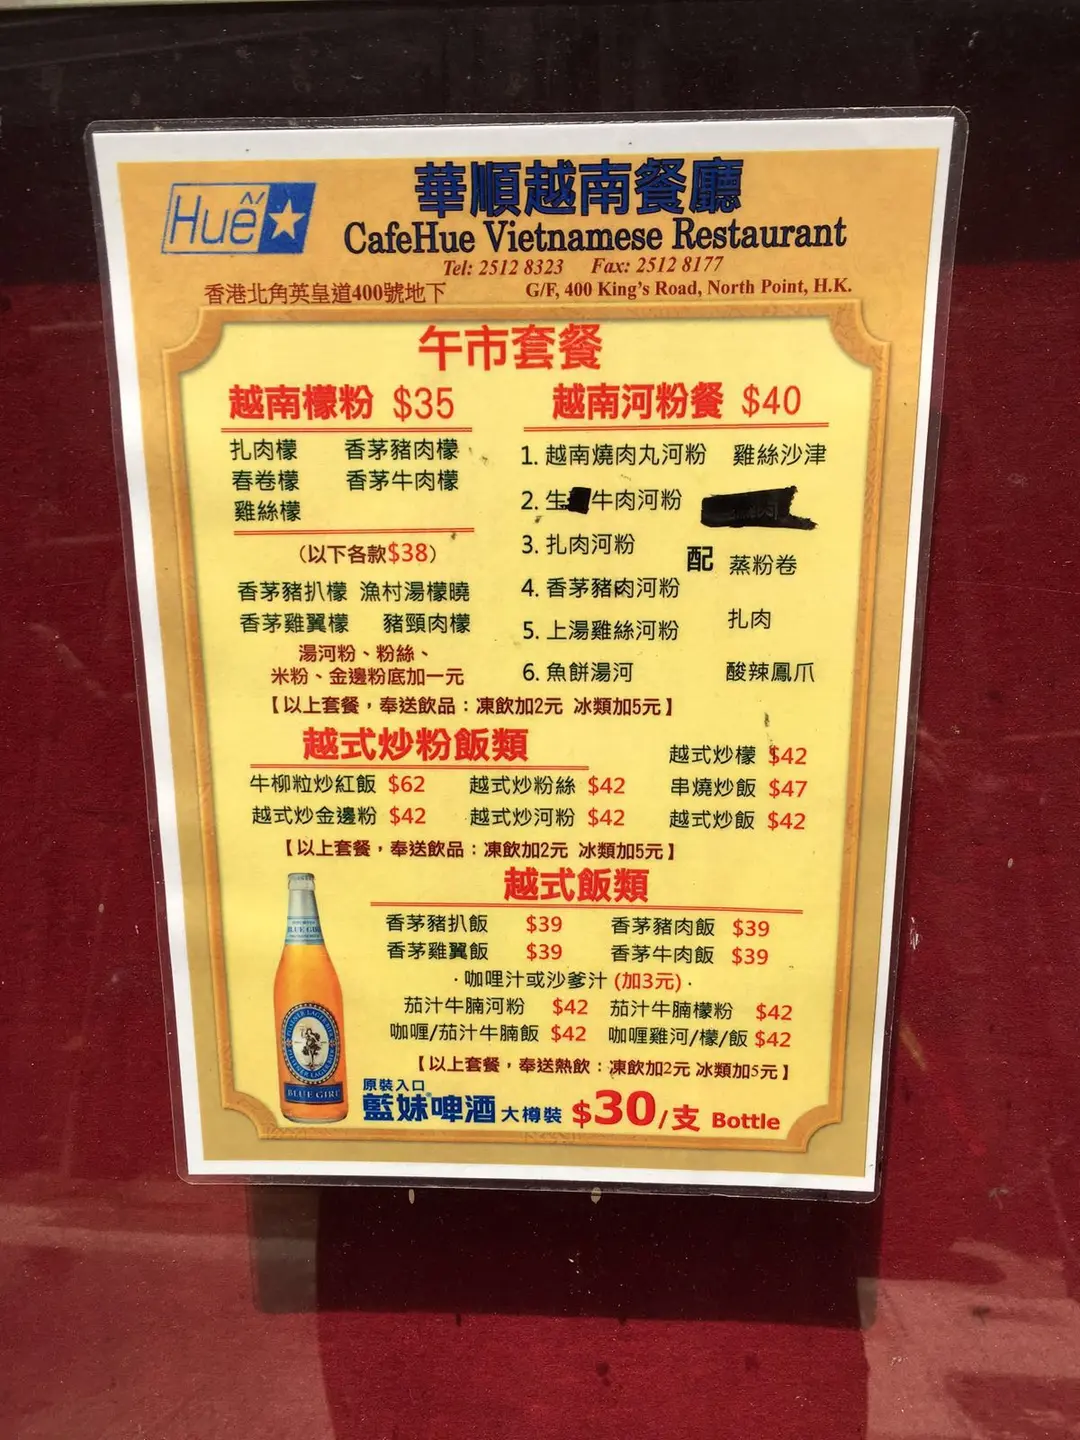 Huế
華順越南餐廳
CafeHue Vietnamese Restaurant
Tel: 2512 8323 Fax: 2512 8177
香港北角英皇道400號地下 G/F, 400 King's Road, North Point, H.K.
午市套餐
越南檬粉 $35
扎肉檬 香茅豬肉檬
春卷檬 香茅牛肉檬
雞絲檬
(以下各款$38)
香茅豬扒檬 漁村湯檬曉
香茅雞翼檬 豬頸肉檬
湯河粉、粉絲、
米粉、金邊粉底加一元
越南河粉餐 $40
1. 越南燒肉丸河粉 雞絲沙津
2. 生牛肉河粉
3. 扎肉河粉
配 蒸粉卷
4. 香茅豬肉河粉
5. 上湯雞絲河粉 扎肉
6. 魚餅湯河 酸辣鳳爪
【以上套餐，奉送飲品：凍飲加2元 冰類加5元】
越式炒粉飯類
越式炒檬 $42
牛柳粒炒紅飯 $62 越式炒粉絲 $42 串燒炒飯 $47
越式炒金邊粉 $42 越式炒河粉 $42 越式炒飯 $42
【以上套餐，奉送飲品：凍飲加2元 冰類加5元】
越式飯類
香茅豬扒飯 $39 香茅豬肉飯 $39
香茅雞翼飯 $39 香茅牛肉飯 $39
·咖哩汁或沙爹汁 (加3元)·
茄汁牛腩河粉 $42 茄汁牛腩檬粉 $42
咖喱/茄汁牛腩飯 $42 咖喱雞河/檬/飯 $42
【以上套餐，奉送熱飲：凍飲加2元 冰類加5元】
原裝入口
藍妹啤酒 大樽裝 $30/支 Bottle
BLUE GIRL